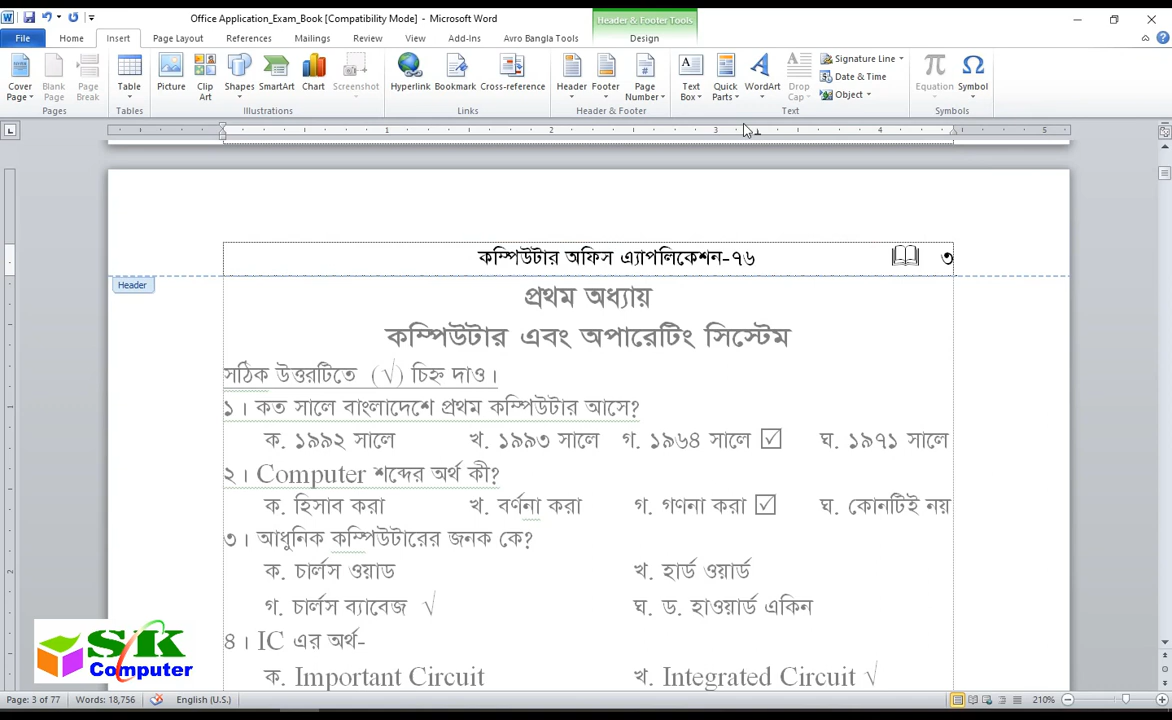 Office Application_Exam_Book [Compatibility Mode] - Microsoft Word
Header & Footer Tools
File Home Insert Page Layout References Mailings Review View Add-Ins Avro Bangla Tools Design
Cover Page Blank Page Page Break Table Picture Clip Art Shapes SmartArt Chart Screenshot Hyperlink Bookmark Cross-reference Header Footer Page Number Text Box Quick Parts WordArt Drop Cap Signature Line Date & Time Object Equation Symbol
Pages Tables Illustrations Links Header & Footer Text Symbols
1 2 3 4 5
কম্পিউটার অফিস এ্যাপলিকেশন-৭৬ ৩
Header
প্রথম অধ্যায়
কম্পিউটার এবং অপারেটিং সিস্টেম
সঠিক উত্তরটিতে (√) চিহ্ন দাও।
১। কত সালে বাংলাদেশে প্রথম কম্পিউটার আসে?
ক. ১৯৯২ সালে খ. ১৯৯৩ সালে গ. ১৯৬৪ সালে ☑ ঘ. ১৯৭১ সালে
২। Computer শব্দের অর্থ কী?
ক. হিসাব করা খ. বর্ণনা করা গ. গণনা করা ☑ ঘ. কোনটিই নয়
৩। আধুনিক কম্পিউটারের জনক কে?
ক. চার্লস ওয়াড খ. হার্ড ওয়ার্ড
গ. চার্লস ব্যাবেজ √ ঘ. ড. হাওয়ার্ড একিন
৪। IC এর অর্থ-
ক. Important Circuit খ. Integrated Circuit √
SK Computer
Page: 3 of 77 Words: 18,756 English (U.S.) 210%